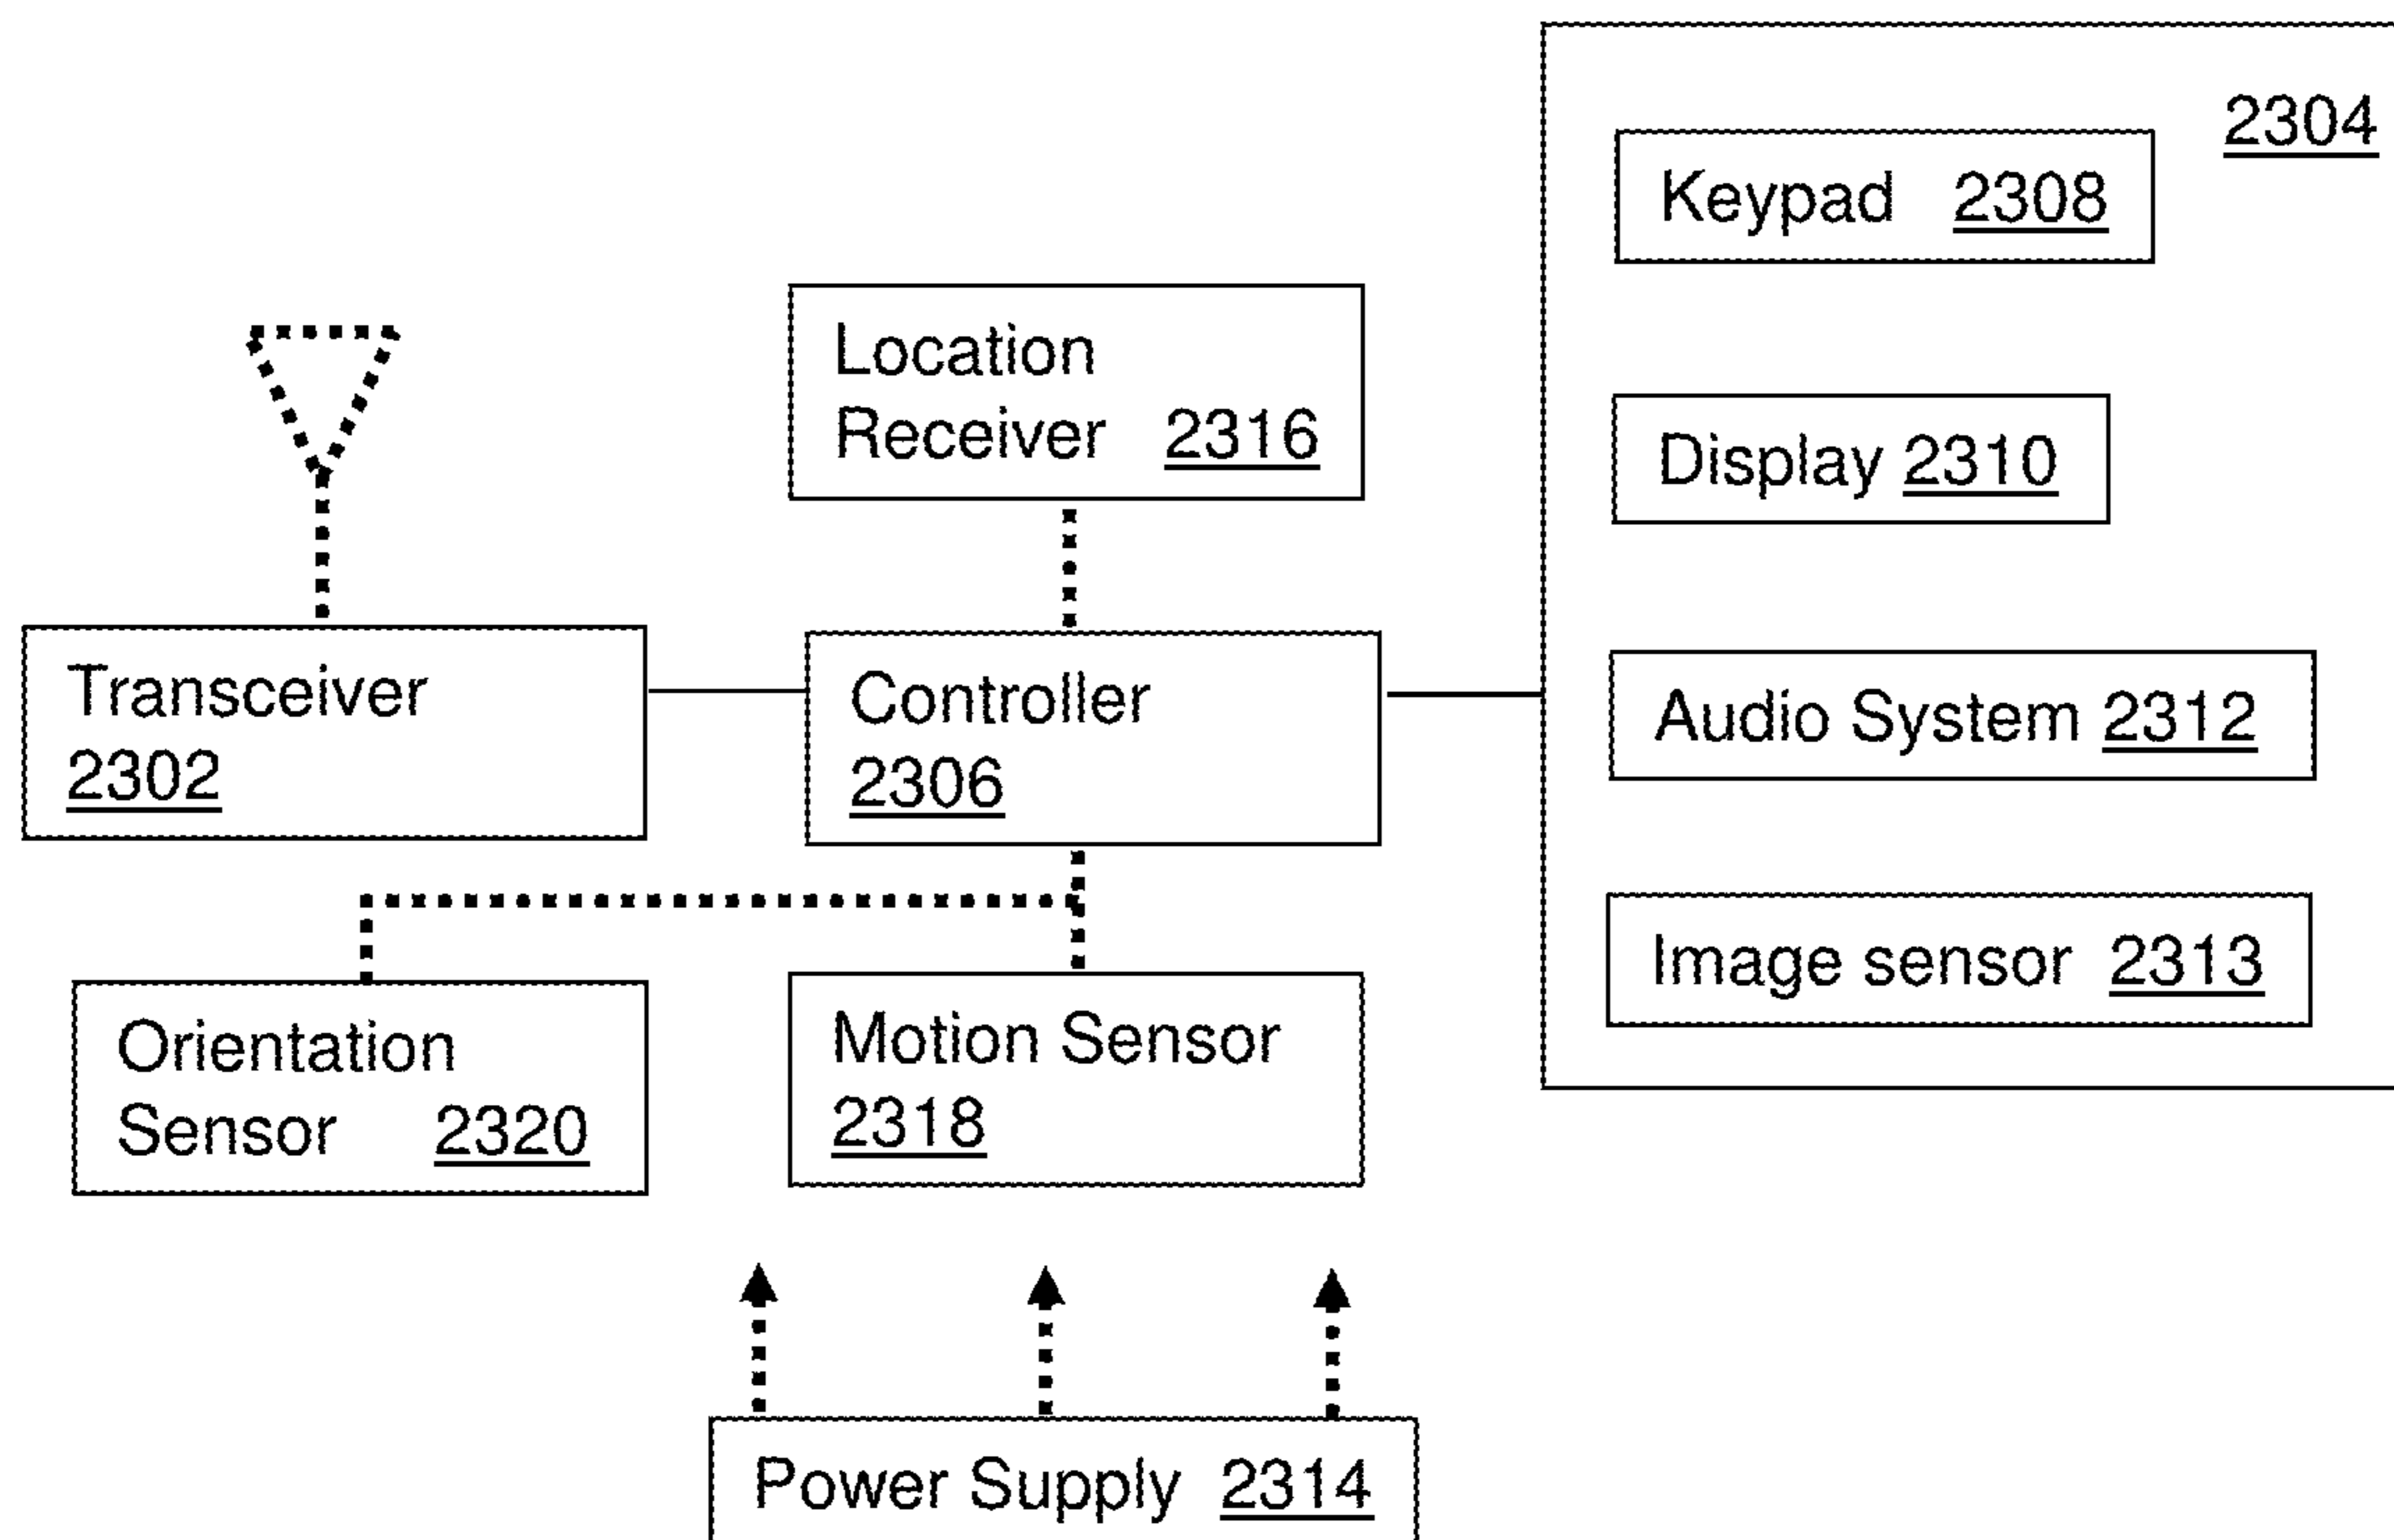 2304
Keypad 2308
Location
Receiver 2316
Display 2310
Transceiver
2302
Controller
2306
Audio System 2312
Image sensor 2313
Orientation
Sensor 2320
Motion Sensor
2318
Power Supply 2314